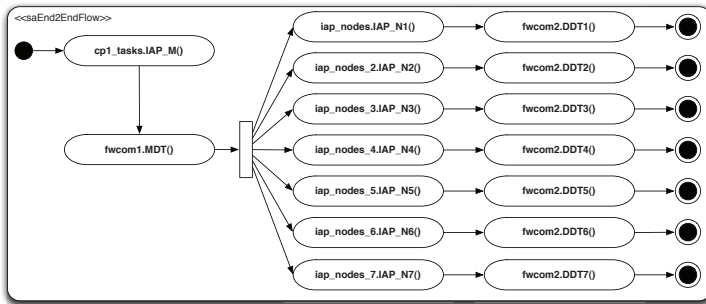 <<saEnd2EndFlow>>
cp1_tasks.IAP_M()
fwcom1.MDT()
iap_nodes.IAP_N1()
fwcom2.DDT1()
iap_nodes_2.IAP_N2()
fwcom2.DDT2()
iap_nodes_3.IAP_N3()
fwcom2.DDT3()
iap_nodes_4.IAP_N4()
fwcom2.DDT4()
iap_nodes_5.IAP_N5()
fwcom2.DDT5()
iap_nodes_6.IAP_N6()
fwcom2.DDT6()
iap_nodes_7.IAP_N7()
fwcom2.DDT7()